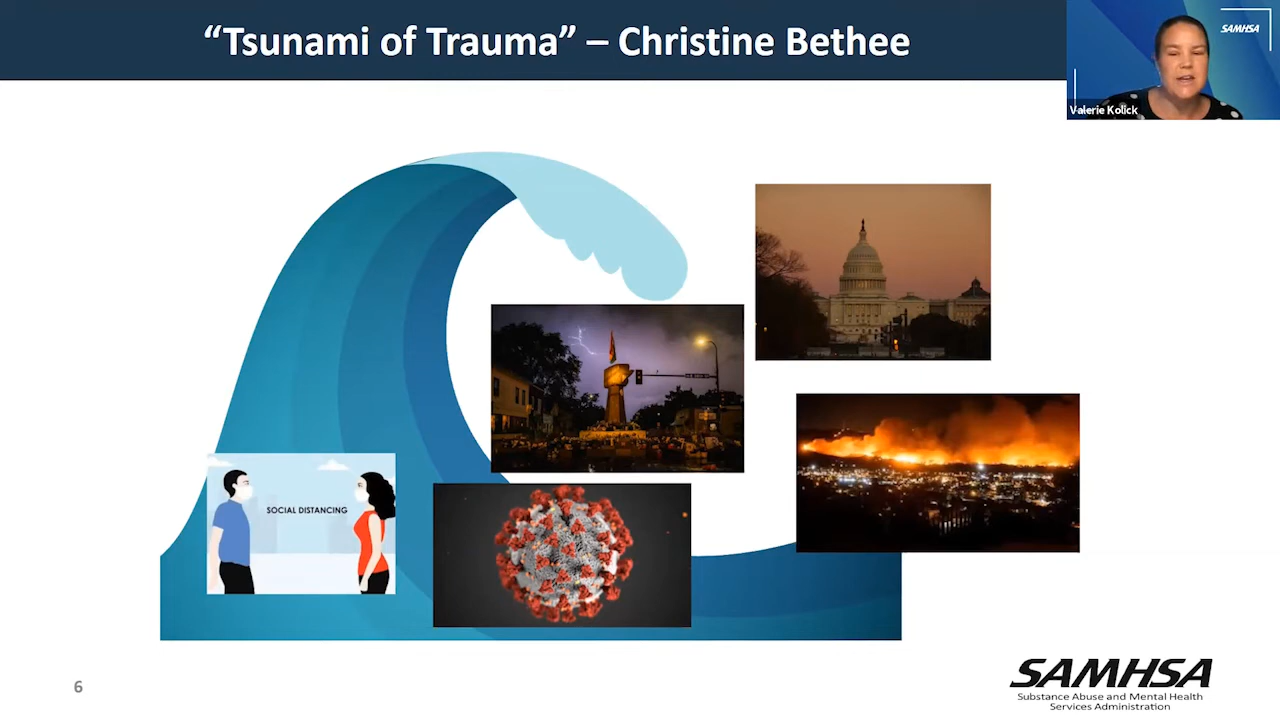 “Tsunami of Trauma” – Christine Bethee
SAMHSA
Valerie Kolick
SOCIAL DISTANCING
6
SAMHSA
Substance Abuse and Mental Health
Services Administration